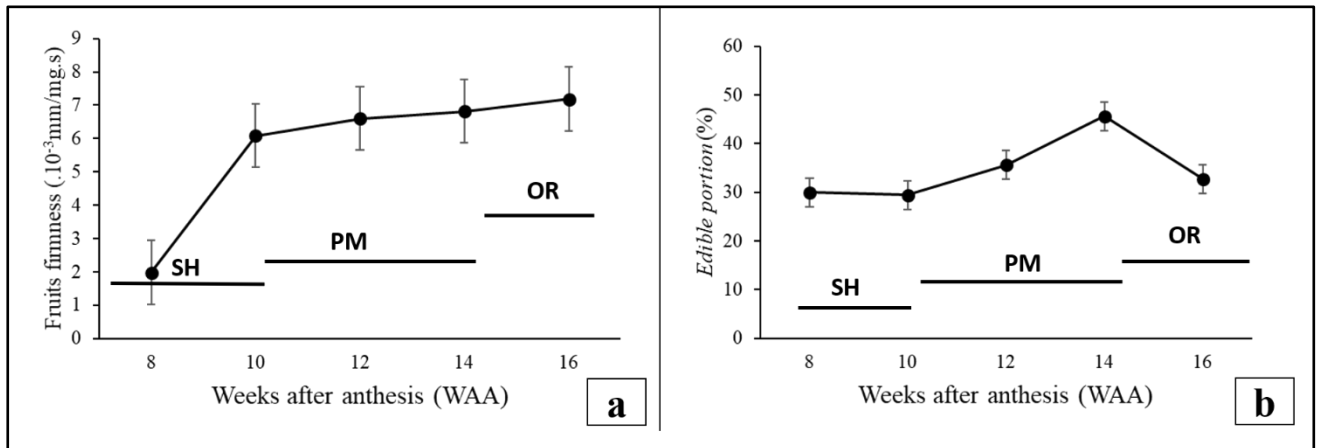 Fruits firmness (.10-3mm/mg.s)
9
8
7
6
5
4
3
2
1
0
SH
PM
OR
8 10 12 14 16
Weeks after anthesis (WAA)
a
Edible portion (%)
60
50
40
30
20
10
0
SH
PM
OR
8 10 12 14 16
Weeks after anthesis (WAA)
b